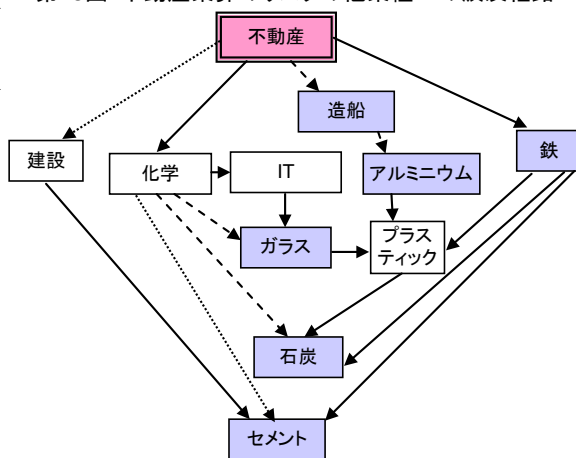 不動産
造船
建設
化学
IT
アルミニウム
鉄
ガラス
プラス
ティック
石炭
セメント